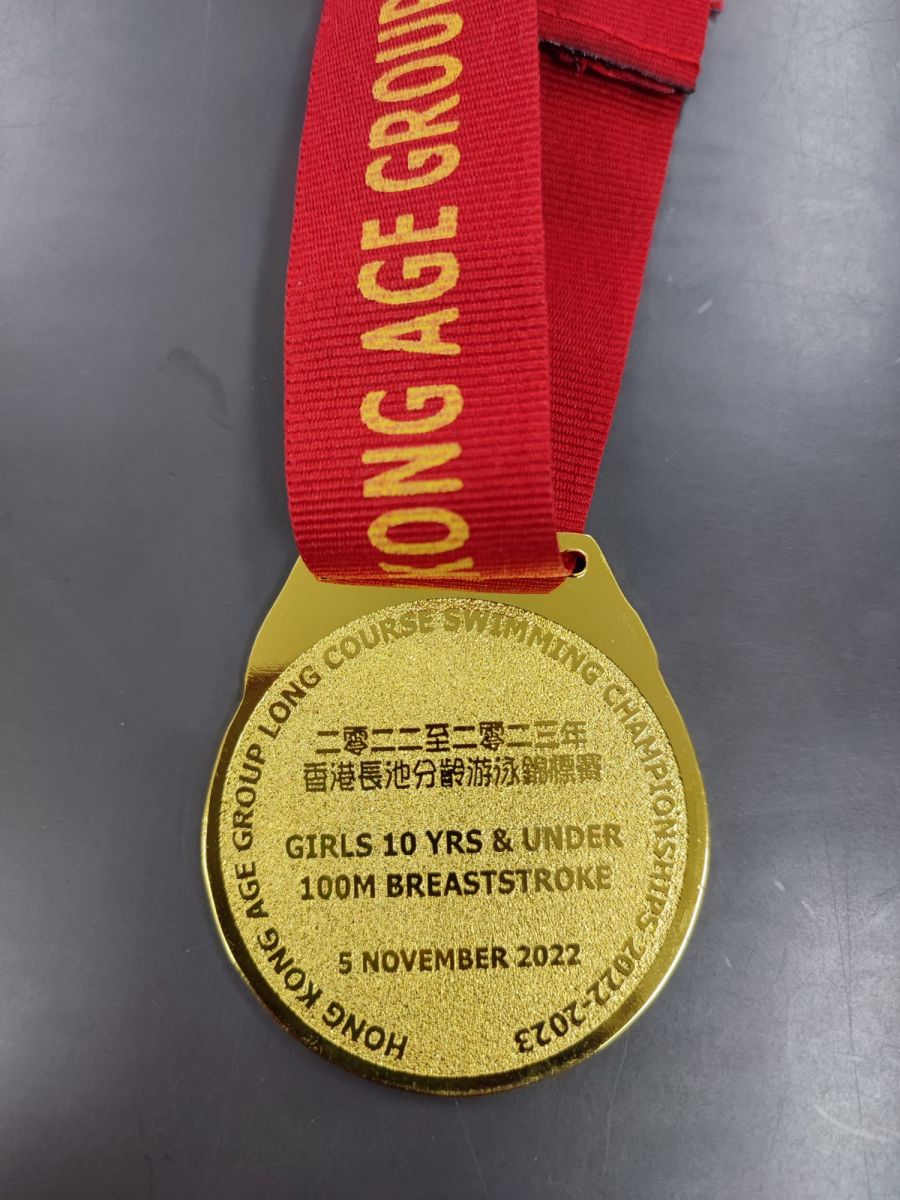 KONG AGE GROUP
HONG KONG AGE GROUP LONG COURSE SWIMMING CHAMPIONSHIPS 2022-2023
二零二二至二零二三年
香港長池分齡游泳錦標賽
GIRLS 10 YRS & UNDER
100M BREASTSTROKE
5 NOVEMBER 2022